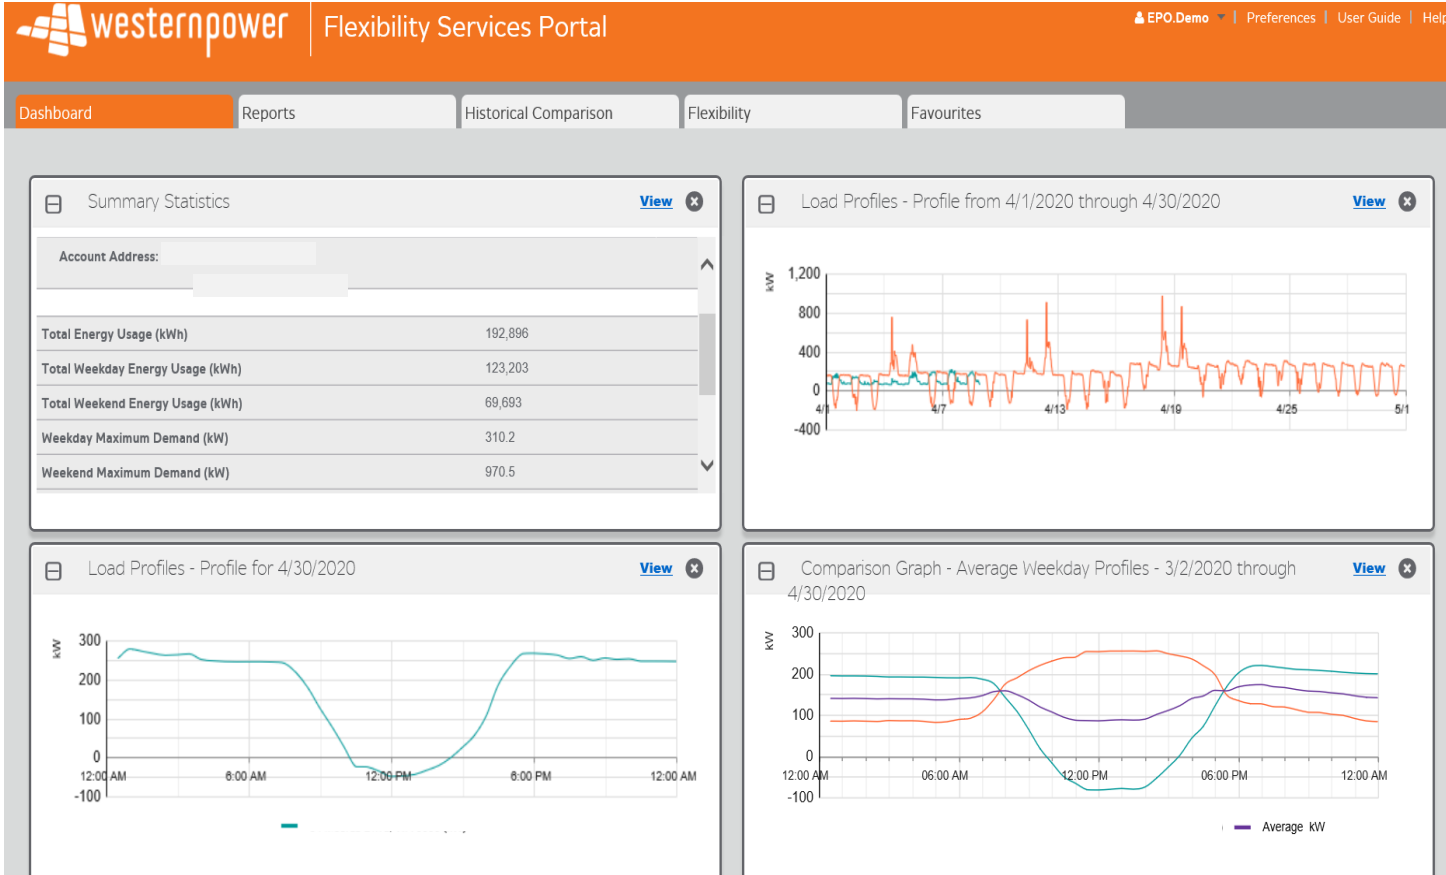 westernpower
Flexibility Services Portal
EPO.Demo | Preferences | User Guide | Help
Dashboard
Reports
Historical Comparison
Flexibility
Favourites
Summary Statistics
View
Account Address:
Total Energy Usage (kWh) 192,896
Total Weekday Energy Usage (kWh) 123,203
Total Weekend Energy Usage (kWh) 69,693
Weekday Maximum Demand (kW) 310.2
Weekend Maximum Demand (kW) 970.5
Load Profiles - Profile from 4/1/2020 through 4/30/2020
View
kW
1,200
800
400
0
-400
4/1 4/7 4/13 4/19 4/25 5/1
Load Profiles - Profile for 4/30/2020
View
kW
300
200
100
0
-100
12:00 AM 6:00 AM 12:00 PM 6:00 PM 12:00 AM
Comparison Graph - Average Weekday Profiles - 3/2/2020 through
4/30/2020
View
kW
300
200
100
0
-100
12:00 AM 06:00 AM 12:00 PM 06:00 PM 12:00 AM
Average kW